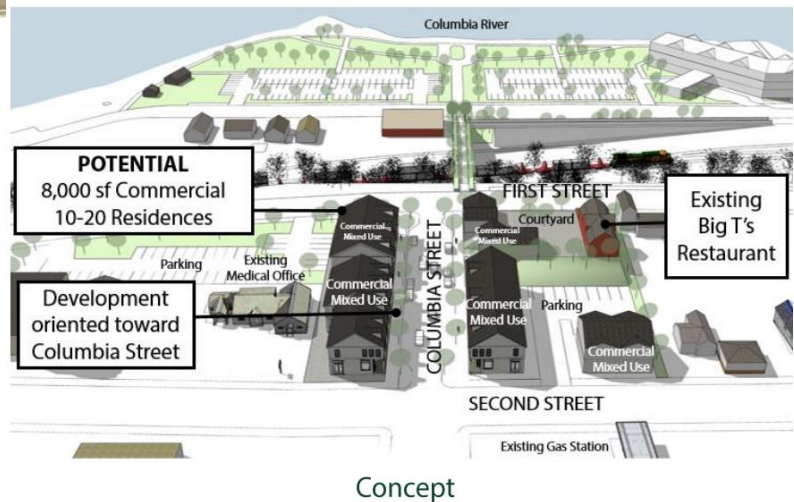 Columbia River
POTENTIAL
8,000 sf Commercial
10-20 Residences
FIRST STREET
Existing
Big T's
Restaurant
Courtyard
Commercial
Mixed Use
Commercial
Mixed Use
Parking
Existing
Medical Office
COLUMBIA STREET
Commercial
Mixed Use
Commercial
Mixed Use
Parking
Development
oriented toward
Columbia Street
Commercial
Mixed Use
SECOND STREET
Existing Gas Station
Concept